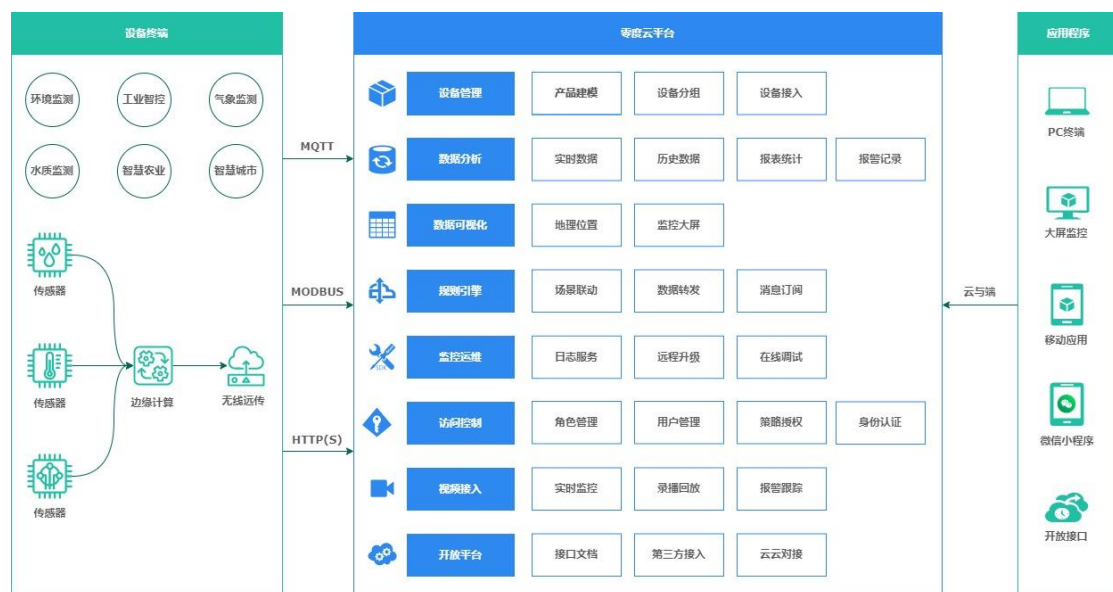 设备终端
环境监测
工业智控
气象监测
水质监测
智慧农业
智慧城市
传感器
传感器
传感器
边缘计算
无线远传
MQTT
MODBUS
HTTP(S)
零度云平台
设备管理 产品建模 设备分组 设备接入
数据分析 实时数据 历史数据 报表统计 报警记录
数据可视化 地理位置 监控大屏
规则引擎 场景联动 数据转发 消息订阅
SDK
监控运维 日志服务 远程升级 在线调试
访问控制 角色管理 用户管理 策略授权 身份认证
视频接入 实时监控 录播回放 报警跟踪
开放平台 接口文档 第三方接入 云云对接
云与端
应用程序
PC终端
大屏监控
移动应用
微信小程序
开放接口